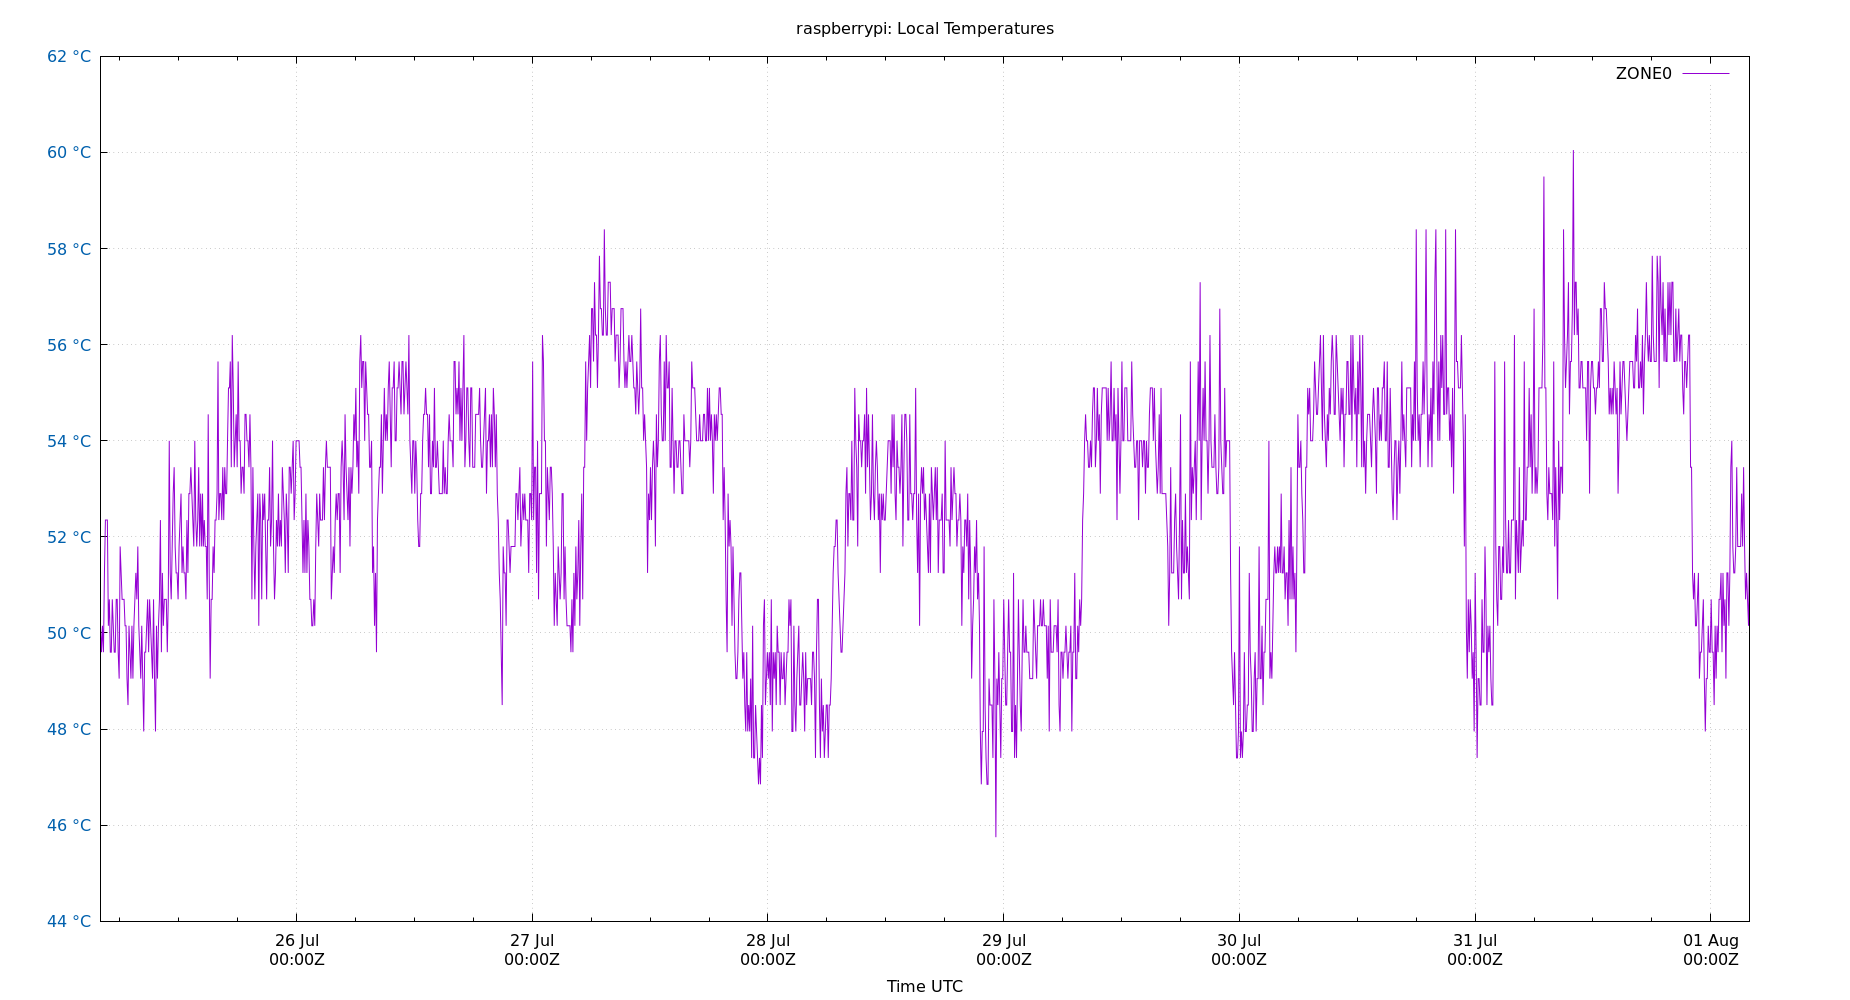 raspberrypi: Local Temperatures
ZONE0
62 °C
60 °C
58 °C
56 °C
54 °C
52 °C
50 °C
48 °C
46 °C
44 °C
26 Jul 27 Jul 28 Jul 29 Jul 30 Jul 31 Jul 01 Aug
00:00Z 00:00Z 00:00Z 00:00Z 00:00Z 00:00Z 00:00Z
Time UTC